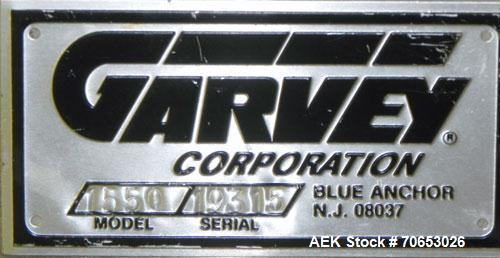 GARVEY®
CORPORATION
1550 19315 BLUE ANCHOR
MODEL SERIAL N.J. 08037
AEK Stock # 70653026